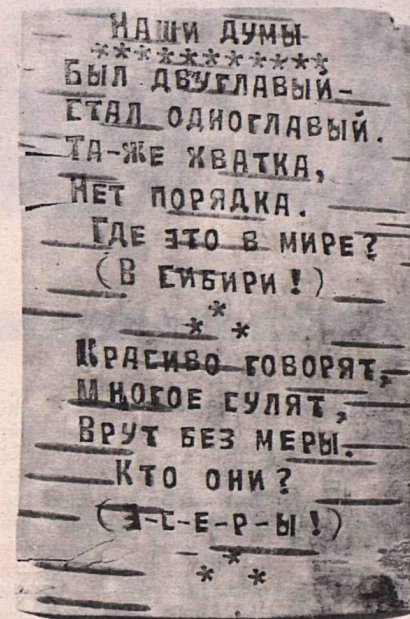 НАШИ ДУМЫ
***********
БЫЛ ДВУГЛАВЫЙ-
СТАЛ ОДНОГЛАВЫЙ.
ТА-ЖЕ ХВАТКА,
НЕТ ПОРЯДКА.
ГДЕ ЭТО В МИРЕ?
(В СИБИРИ!)
*
* *
КРАСИВО ГОВОРЯТ,
МНОГОЕ СУЛЯТ,
ВРУТ БЕЗ МЕРЫ.
КТО ОНИ?
(Э-С-Е-Р-Ы!)
*
* *